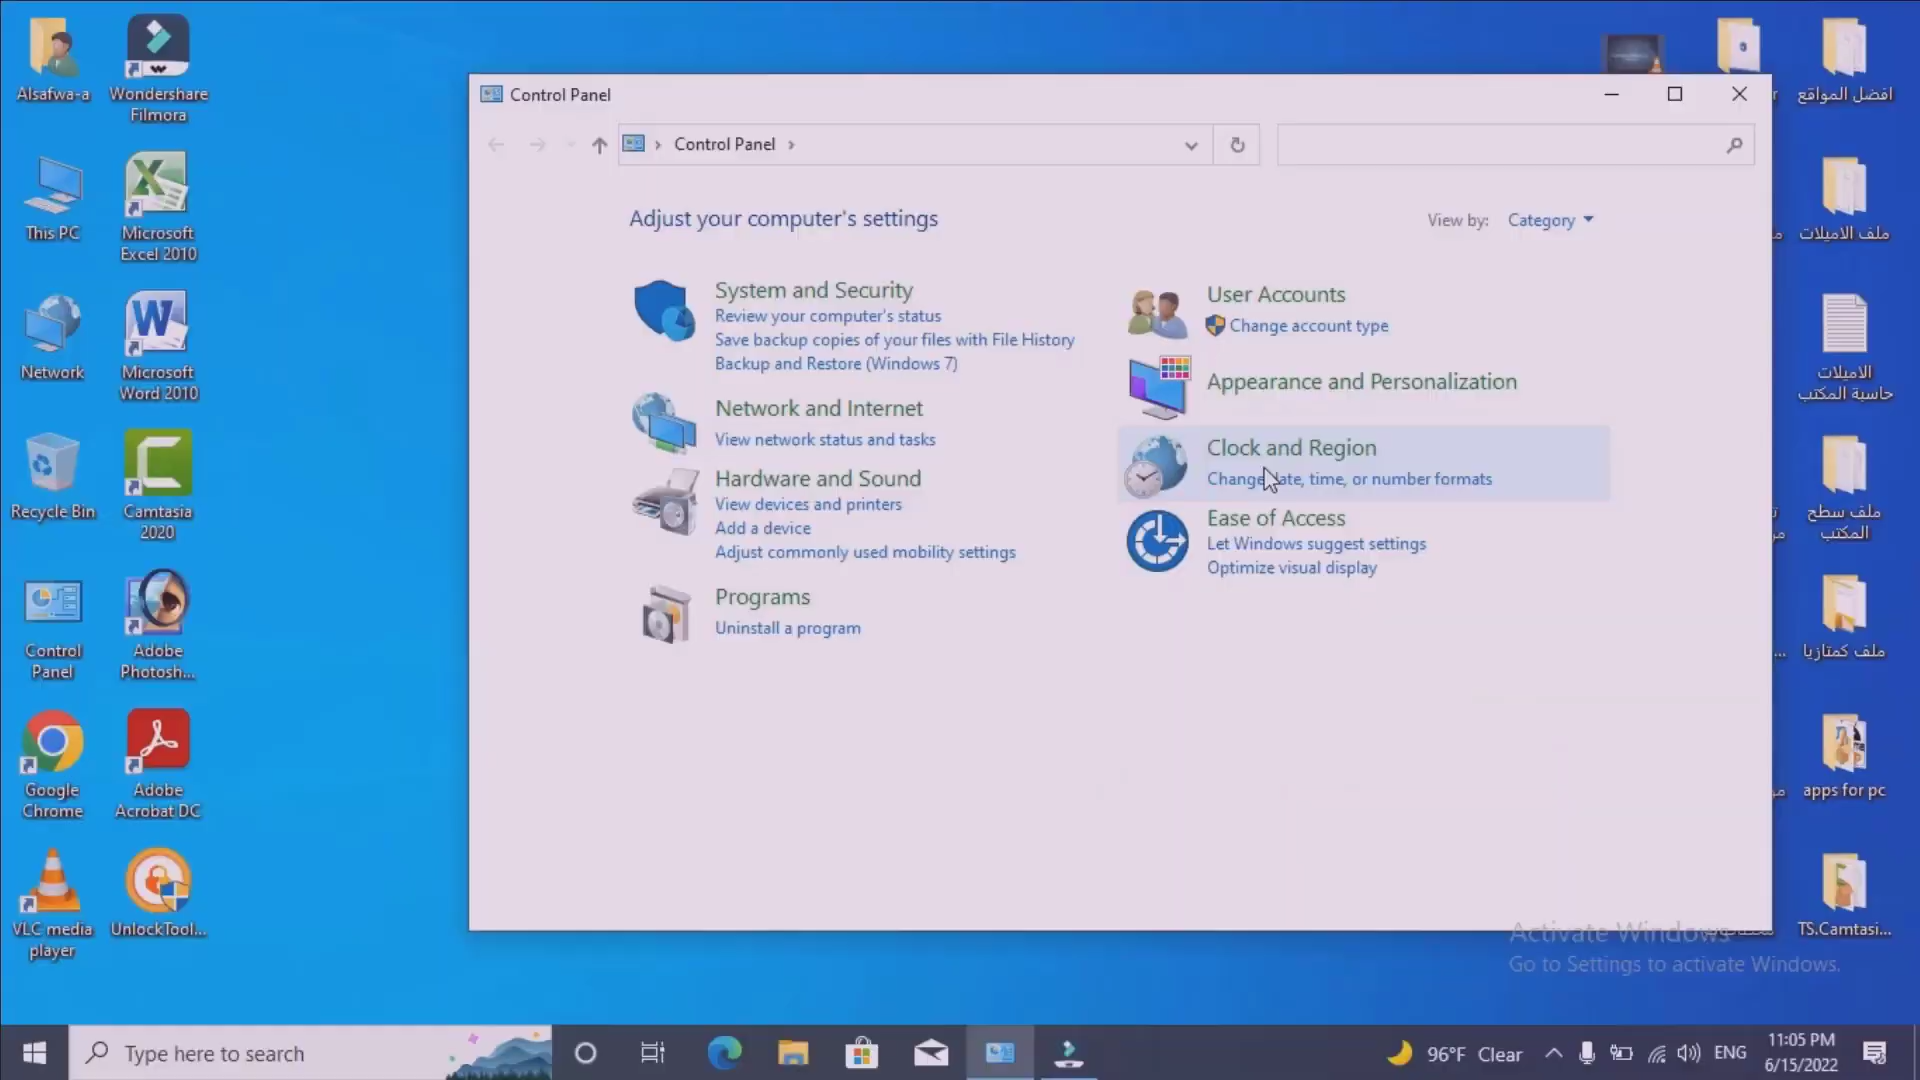 Alsafwa-a
Wondershare
Filmora
This PC
Microsoft
Excel 2010
Network
Microsoft
Word 2010
Recycle Bin
Camtasia
2020
Control
Panel
Adobe
Photosh...
Google
Chrome
Adobe
Acrobat DC
VLC media
player
UnlockTool...
Control Panel
Control Panel
Adjust your computer's settings
View by: Category
System and Security
Review your computer's status
Save backup copies of your files with File History
Backup and Restore (Windows 7)
Network and Internet
View network status and tasks
Hardware and Sound
View devices and printers
Add a device
Adjust commonly used mobility settings
Programs
Uninstall a program
User Accounts
Change account type
Appearance and Personalization
Clock and Region
Change date, time, or number formats
Ease of Access
Let Windows suggest settings
Optimize visual display
افضل المواقع
ملف الاميلات
الاميلات
حاسبة المكتب
ملف سطح
المكتب
ملف كمتازيا
apps for pc
TS.Camtasi...
Activate Windows
Go to Settings to activate Windows.
Type here to search
96°F Clear
ENG
11:05 PM
6/15/2022